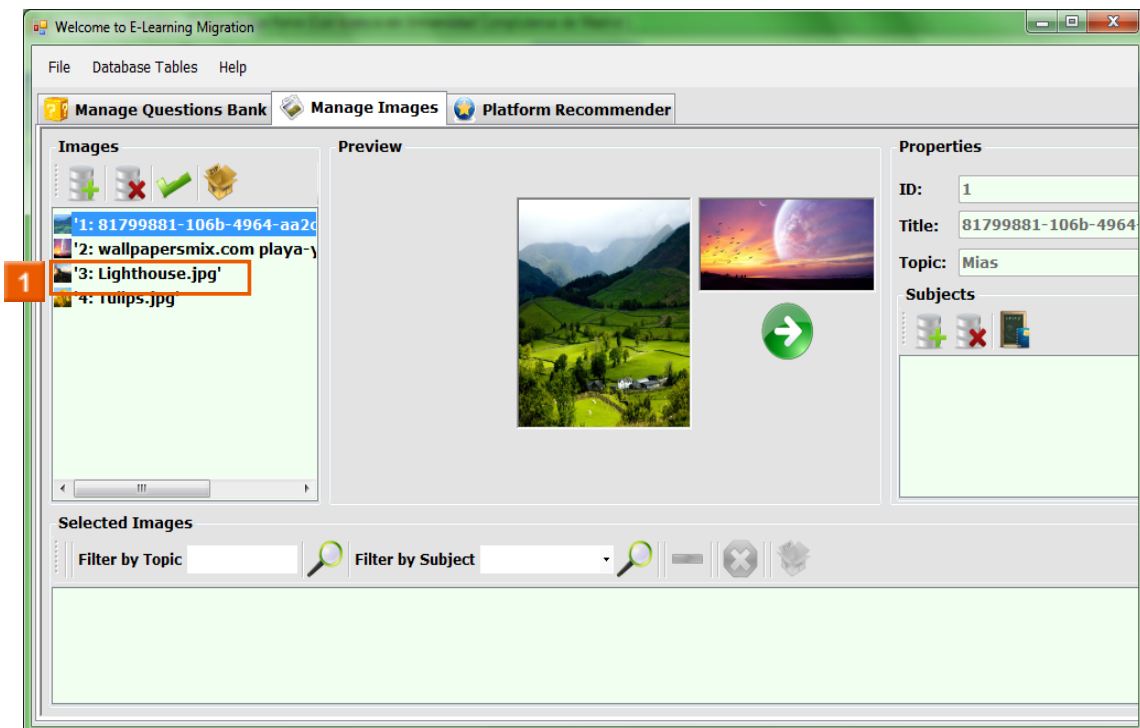 Welcome to E-Learning Migration
File Database Tables Help
Manage Questions Bank Manage Images Platform Recommender
Images
'1: 81799881-106b-4964-aa2c
'2: wallpapersmix.com playa-y
'3: Lighthouse.jpg'
'4: Tulips.jpg'
1
Preview
Properties
ID: 1
Title: 81799881-106b-4964-
Topic: Mias
Subjects
Selected Images
Filter by Topic Filter by Subject